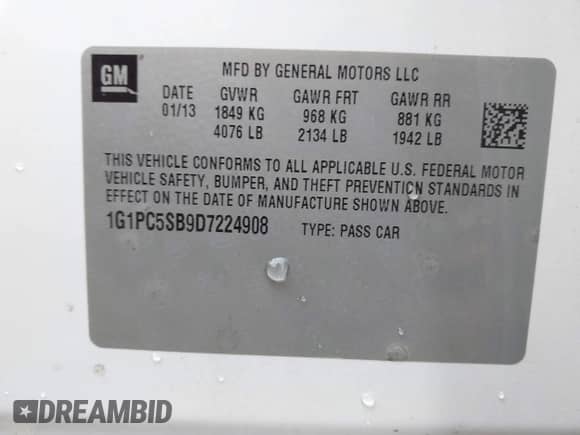 GM
MFD BY GENERAL MOTORS LLC
DATE GVWR GAWR FRT GAWR RR
01/13 1849 KG 968 KG 881 KG
4076 LB 2134 LB 1942 LB
THIS VEHICLE CONFORMS TO ALL APPLICABLE U.S. FEDERAL MOTOR
VEHICLE SAFETY, BUMPER, AND THEFT PREVENTION STANDARDS IN
EFFECT ON THE DATE OF MANUFACTURE SHOWN ABOVE.
1G1PC5SB9D7224908 TYPE: PASS CAR
DREAMBID